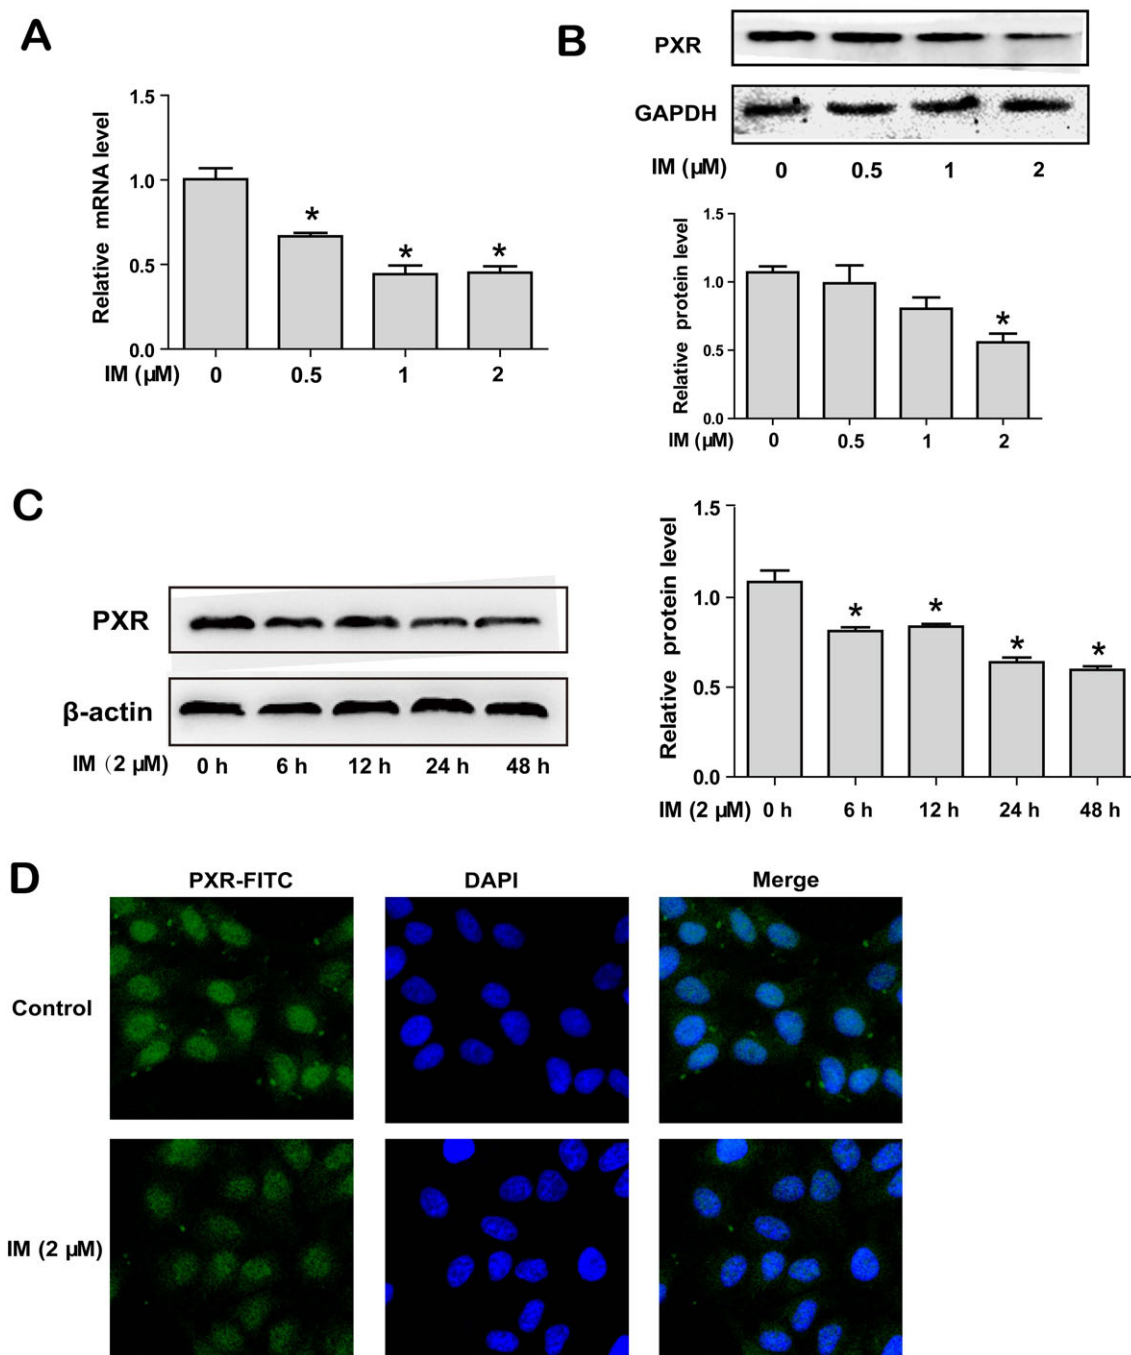 A
1.5
1.0
0.5
0.0
Relative mRNA level
*
*
*
IM (μM)
0
0.5
1
2
B
PXR
GAPDH
IM (μM)
0
0.5
1
2
1.5
1.0
0.5
0.0
Relative protein level
*
IM (μM)
0
0.5
1
2
C
PXR
β-actin
IM (2 μM)
0 h
6 h
12 h
24 h
48 h
1.5
1.0
0.5
0.0
Relative protein level
*
*
*
*
IM (2 μM)
0 h
6 h
12 h
24 h
48 h
D
PXR-FITC
DAPI
Merge
Control
IM (2 μM)